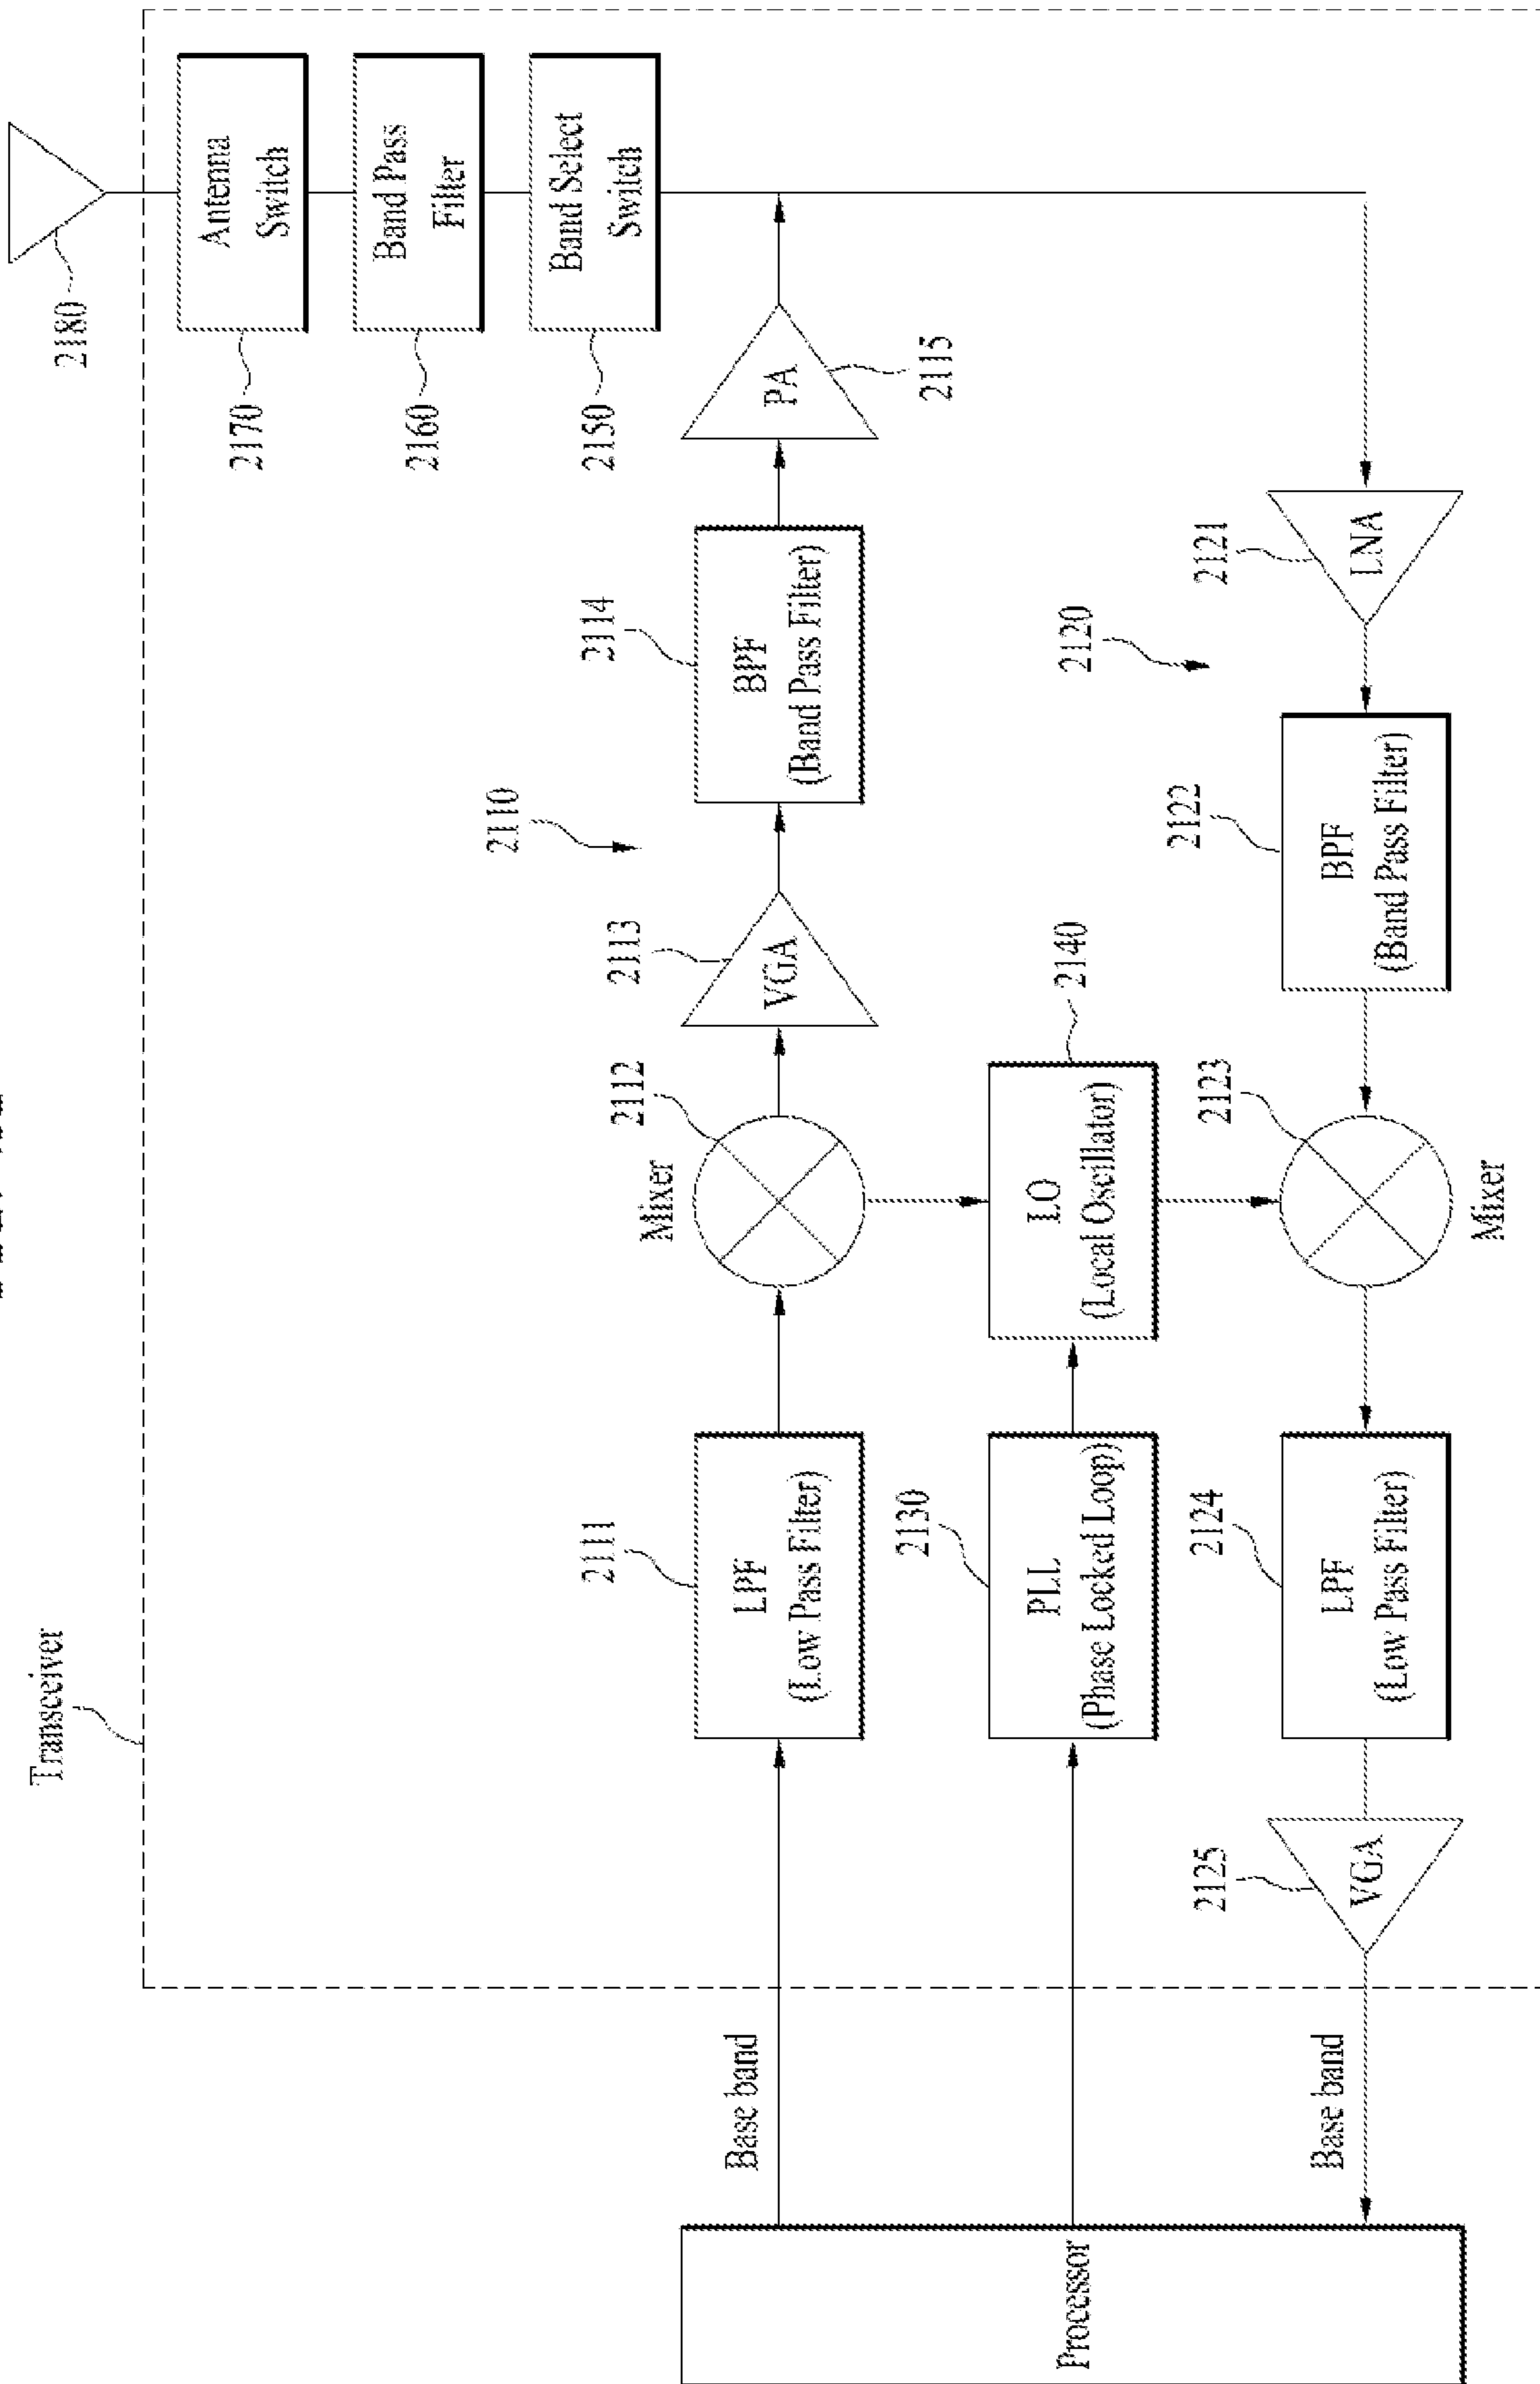 Transceiver
2180
Antenna
Switch
2170
Band Pass
Filter
2160
Band Select
Switch
2150
Processor
Base band
LPF
(Low Pass Filter)
2111
Mixer
2112
VGA
2113
2110
BPF
(Band Pass Filter)
2114
PA
2115
PLL
(Phase Locked Loop)
2130
LO
(Local Oscillator)
2140
Base band
VGA
2125
LPF
(Low Pass Filter)
2124
Mixer
2123
BPF
(Band Pass Filter)
2122
2120
LNA
2121